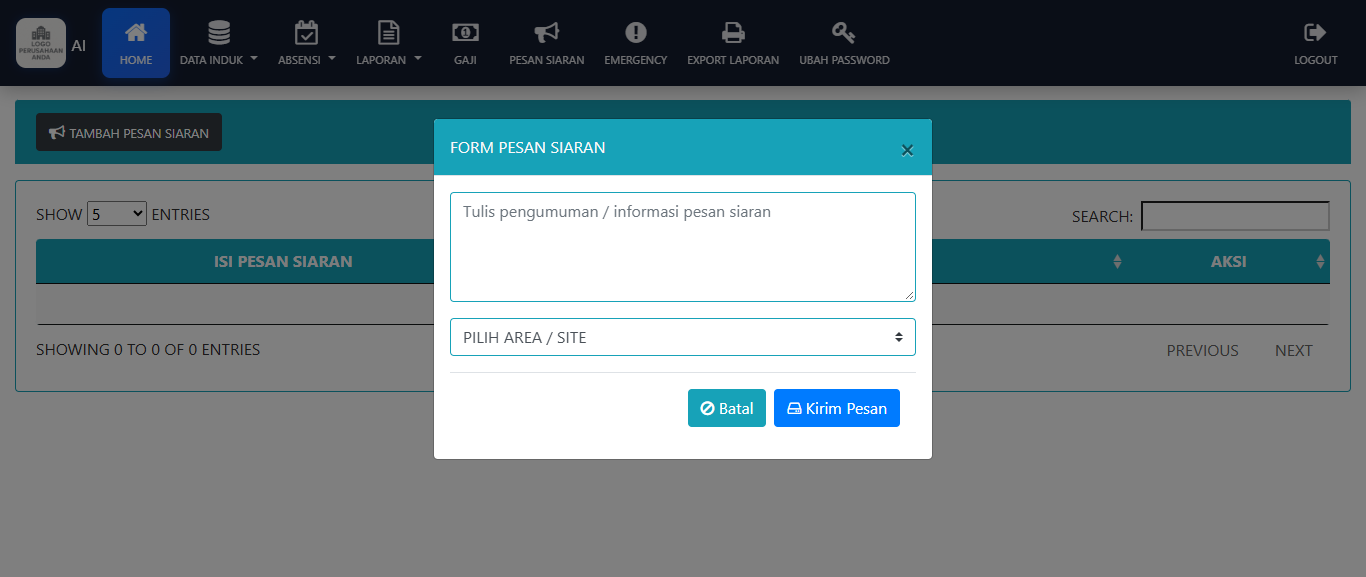 LOGO
PERUSAHAAN
ANDA
AI
HOME
DATA INDUK
ABSENSI
LAPORAN
GAJI
PESAN SIARAN
EMERGENCY
EXPORT LAPORAN
UBAH PASSWORD
LOGOUT
TAMBAH PESAN SIARAN
FORM PESAN SIARAN
×
Tulis pengumuman / informasi pesan siaran
PILIH AREA / SITE
Batal
Kirim Pesan
SHOW 5 ENTRIES
SEARCH:
ISI PESAN SIARAN
AKSI
SHOWING 0 TO 0 OF 0 ENTRIES
PREVIOUS
NEXT